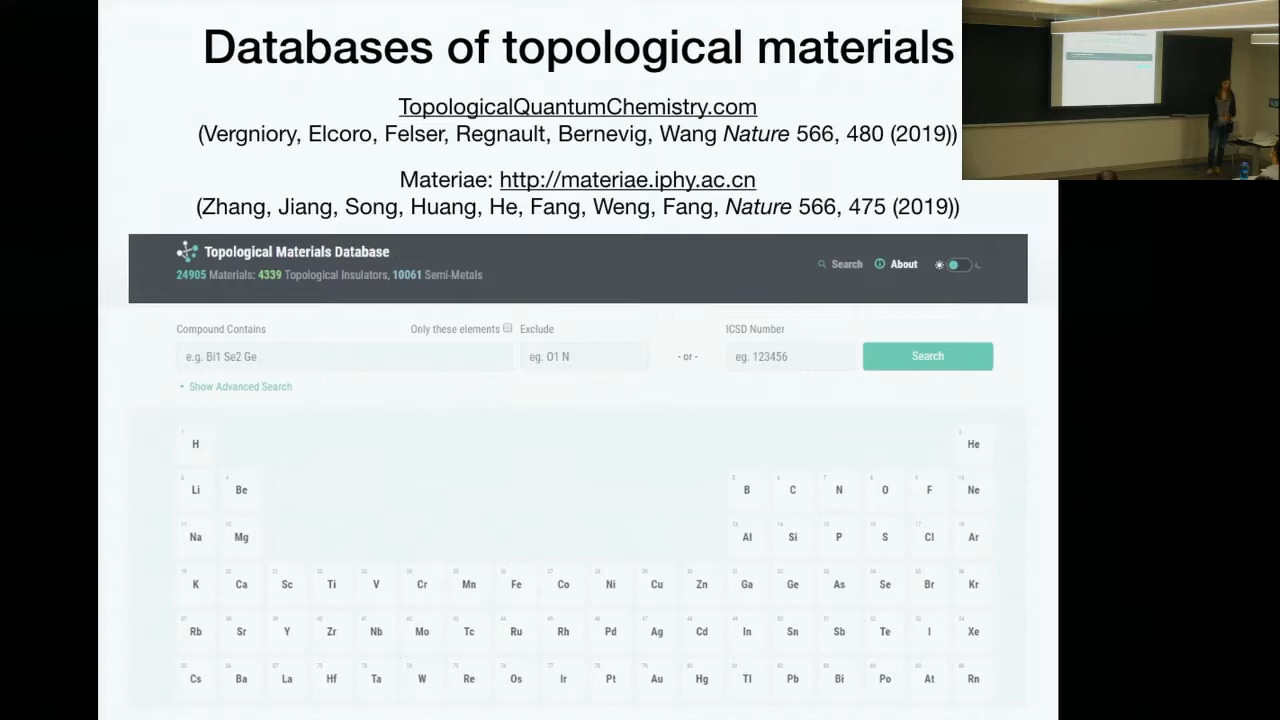 Databases of topological materials
TopologicalQuantumChemistry.com
(Vergniory, Elcoro, Felser, Regnault, Bernevig, Wang Nature 566, 480 (2019))
Materiae: http://materiae.iphy.ac.cn
(Zhang, Jiang, Song, Huang, He, Fang, Weng, Fang, Nature 566, 475 (2019))
Topological Materials Database
24905 Materials: 4339 Topological Insulators, 10061 Semi-Metals
Search About
Compound Contains Only these elements Exclude ICSD Number
e.g. Bi1 Se2 Ge eg. O1 N - or - eg. 123456 Search
Show Advanced Search
H He
Li Be B C N O F Ne
Na Mg Al Si P S Cl Ar
K Ca Sc Ti V Cr Mn Fe Co Ni Cu Zn Ga Ge As Se Br Kr
Rb Sr Y Zr Nb Mo Tc Ru Rh Pd Ag Cd In Sn Sb Te I Xe
Cs Ba La Hf Ta W Re Os Ir Pt Au Hg Tl Pb Bi Po At Rn